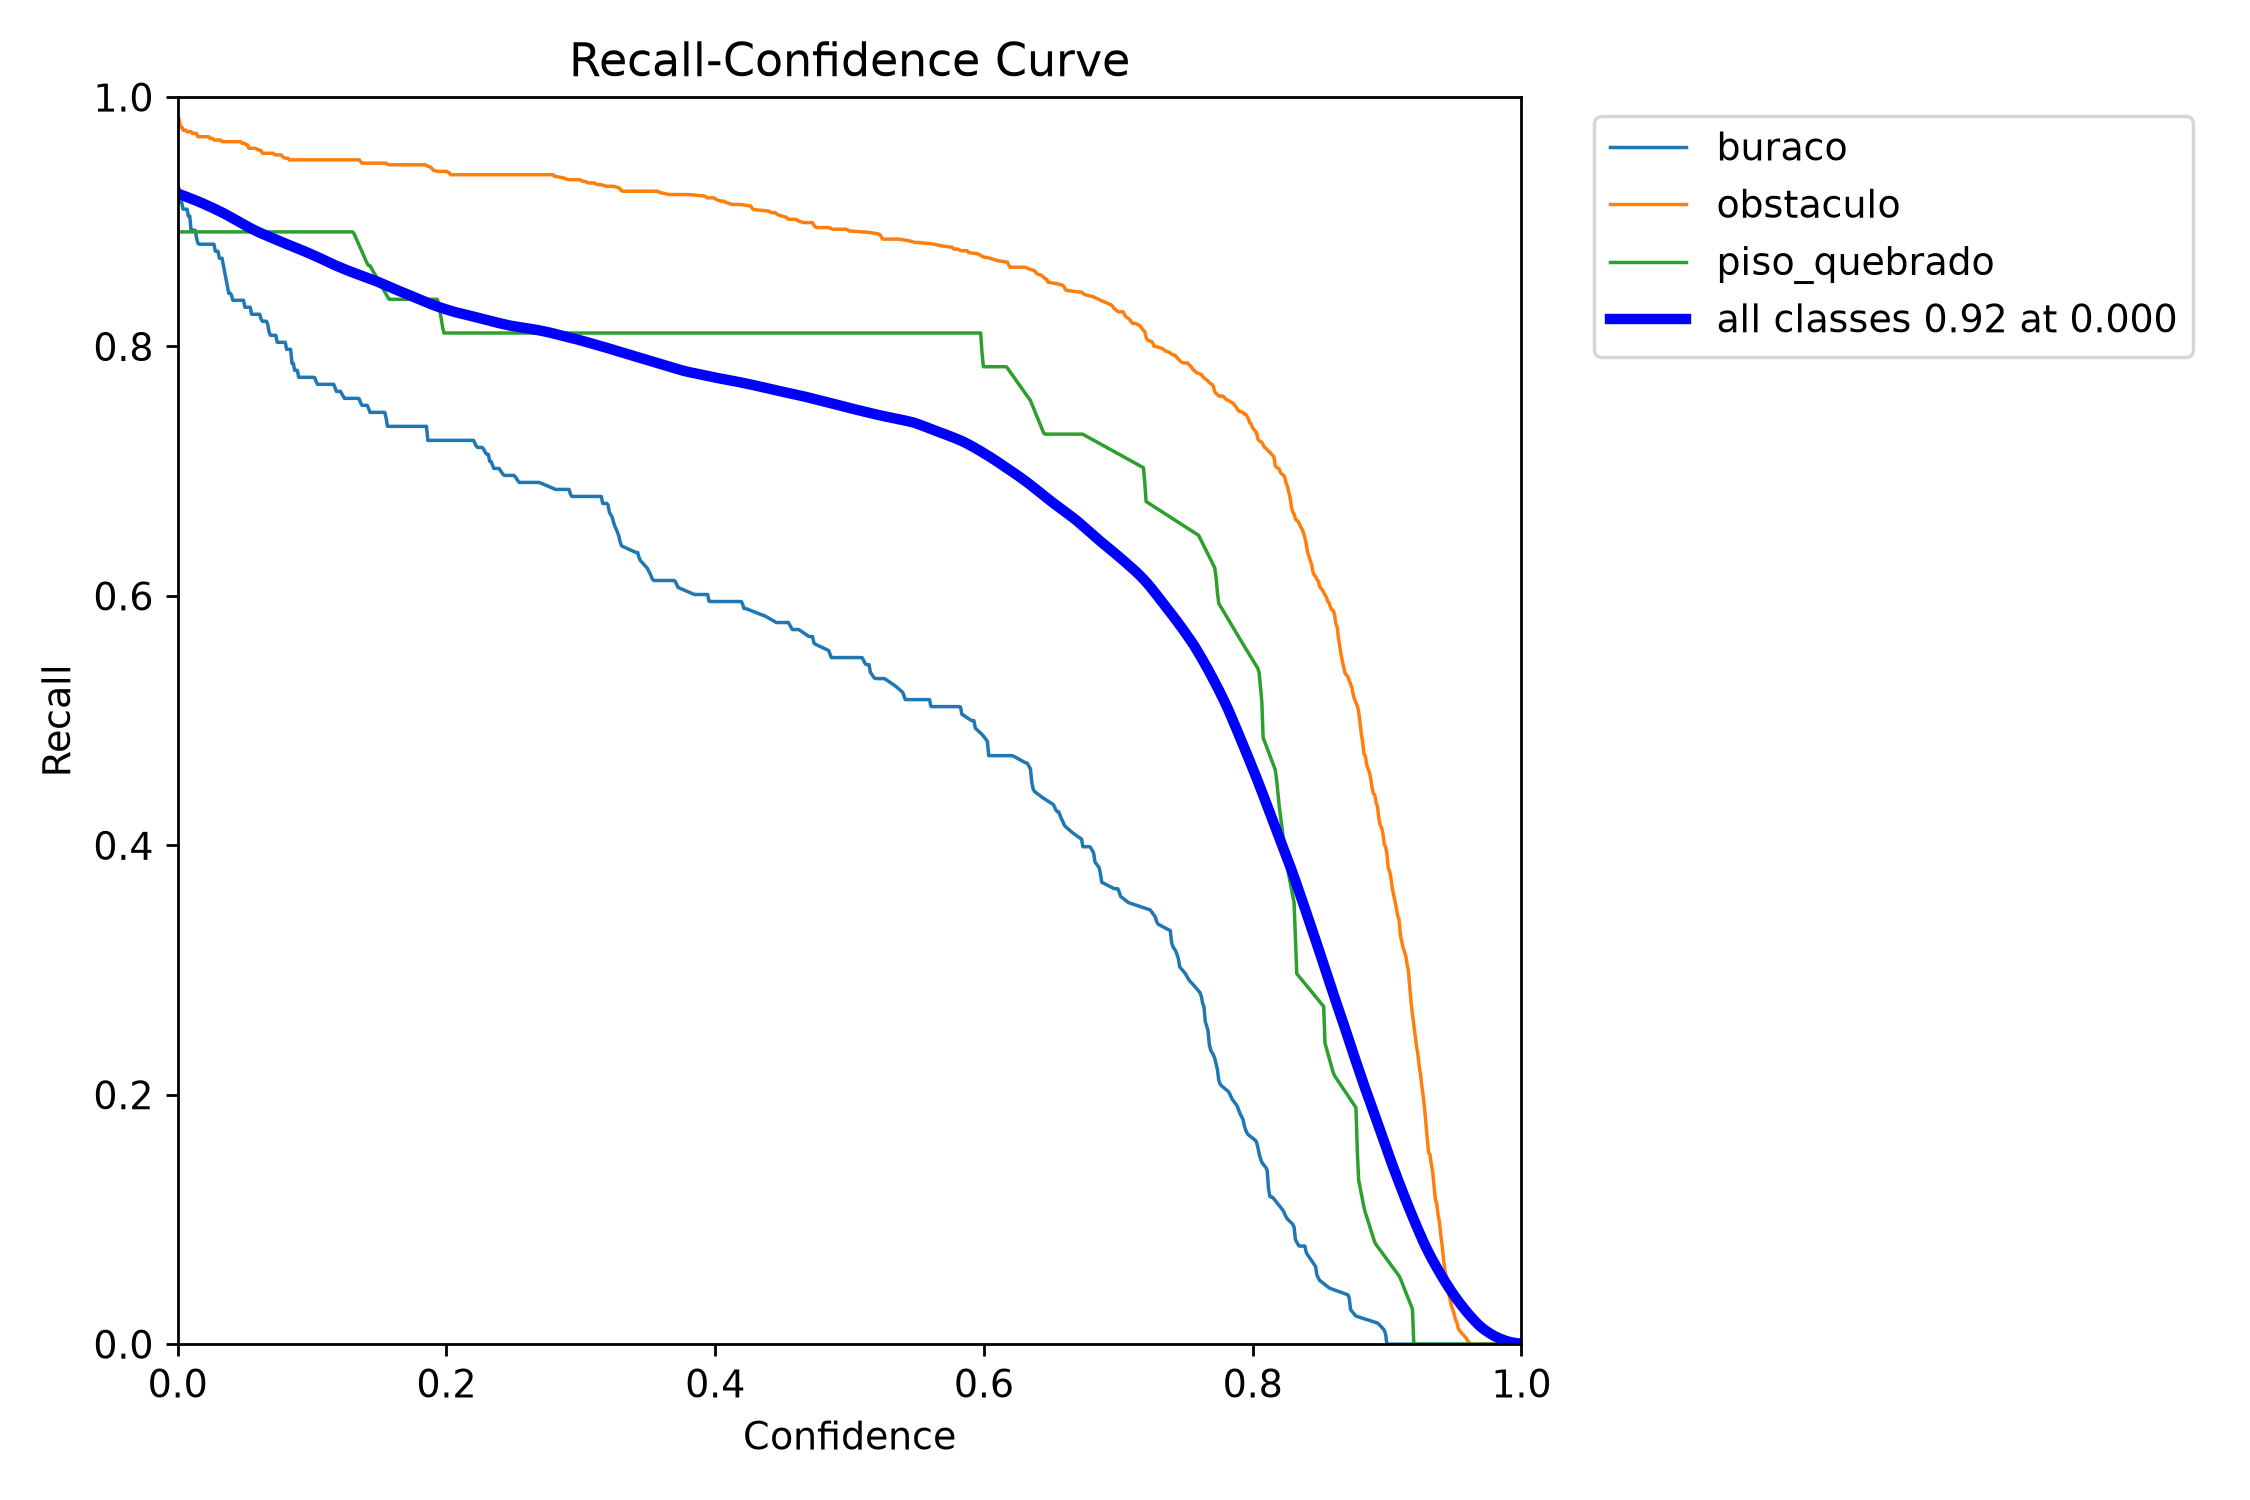 Recall-Confidence Curve
1.0
0.8
0.6
0.4
0.2
0.0
Recall
0.0 0.2 0.4 0.6 0.8 1.0
Confidence
buraco
obstaculo
piso_quebrado
all classes 0.92 at 0.000